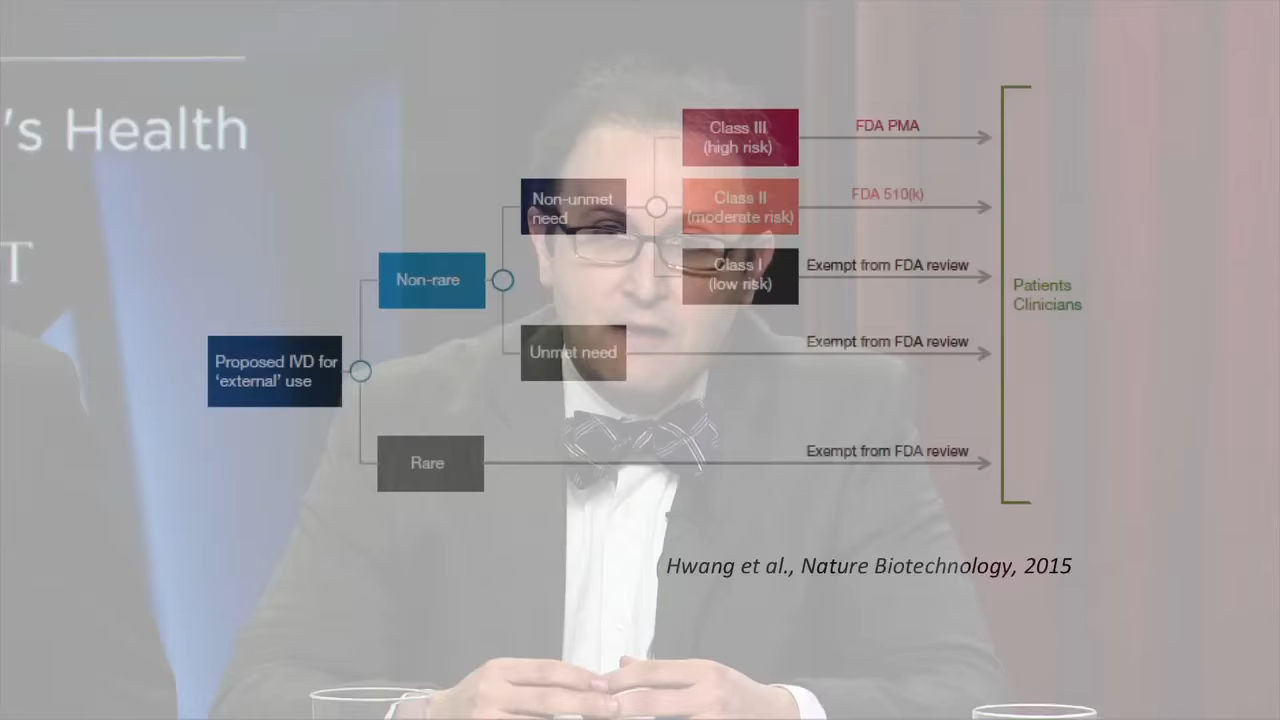 's Health
T
Class III
(high risk)
FDA PMA
Non-unmet
need
Class II
(moderate risk)
FDA 510(k)
Non-rare
Class I
(low risk)
Exempt from FDA review
Patients
Clinicians
Unmet need
Exempt from FDA review
Proposed IVD for
'external' use
Rare
Exempt from FDA review
Hwang et al., Nature Biotechnology, 2015